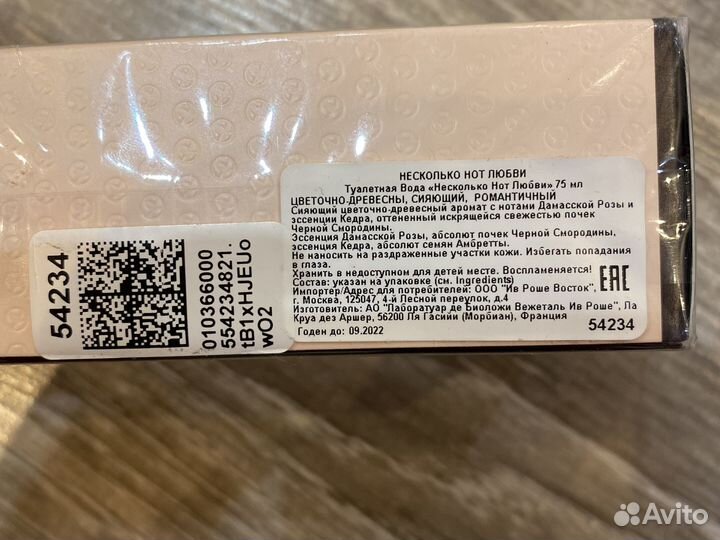 54234
010366000
554234821.
tB1xHJEUo
wO2
НЕСКОЛЬКО НОТ ЛЮБВИ
Туалетная Вода «Несколько Нот Любви» 75 мл
ЦВЕТОЧНО-ДРЕВЕСНЫ, СИЯЮЩИЙ, РОМАНТИЧНЫЙ
Сияющий цветочно-древесный аромат с нотами Дамасской Розы и
эссенции Кедра, оттененный искрящейся свежестью почек
Черной Смородины.
Эссенция Дамасской Розы, абсолют почек Черной Смородины,
эссенция Кедра, абсолют семян Амбретты.
Не наносить на раздраженные участки кожи. Избегать попадания
в глаза.
Хранить в недоступном для детей месте. Воспламеняется!
Состав: указан на упаковке (см. Ingredients)
Импортер/Адрес для потребителей: ООО "Ив Роше Восток",
г. Москва, 125047, 4-й Лесной переулок, д.4
Изготовитель: АО "Лаборатуар де Биоложи Вежеталь Ив Роше", Ла
Круа дез Аршер, 56200 Ля Гасийи (Морбиан), Франция
Годен до: 09.2022
54234
EAC
Avito